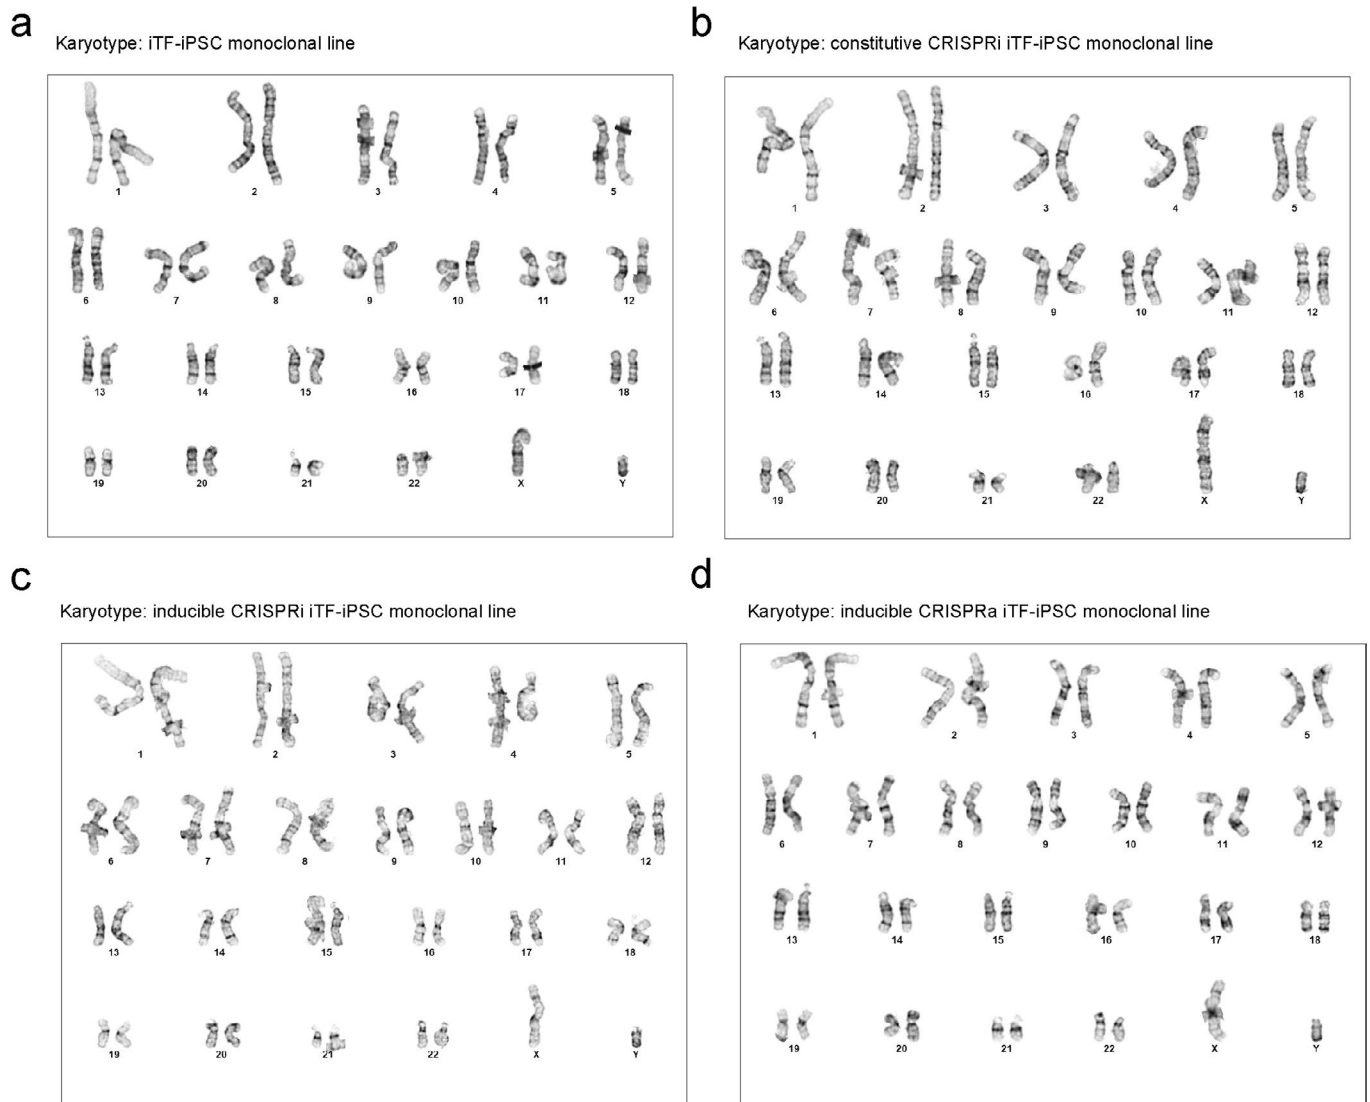 a
Karyotype: iTF-iPSC monoclonal line
1 2 3 4 5
6 7 8 9 10 11 12
13 14 15 16 17 18
19 20 21 22 X Y
b
Karyotype: constitutive CRISPRi iTF-iPSC monoclonal line
1 2 3 4 5
6 7 8 9 10 11 12
13 14 15 16 17 18
19 20 21 22 X Y
c
Karyotype: inducible CRISPRi iTF-iPSC monoclonal line
1 2 3 4 5
6 7 8 9 10 11 12
13 14 15 16 17 18
19 20 21 22 X Y
d
Karyotype: inducible CRISPRa iTF-iPSC monoclonal line
1 2 3 4 5
6 7 8 9 10 11 12
13 14 15 16 17 18
19 20 21 22 X Y